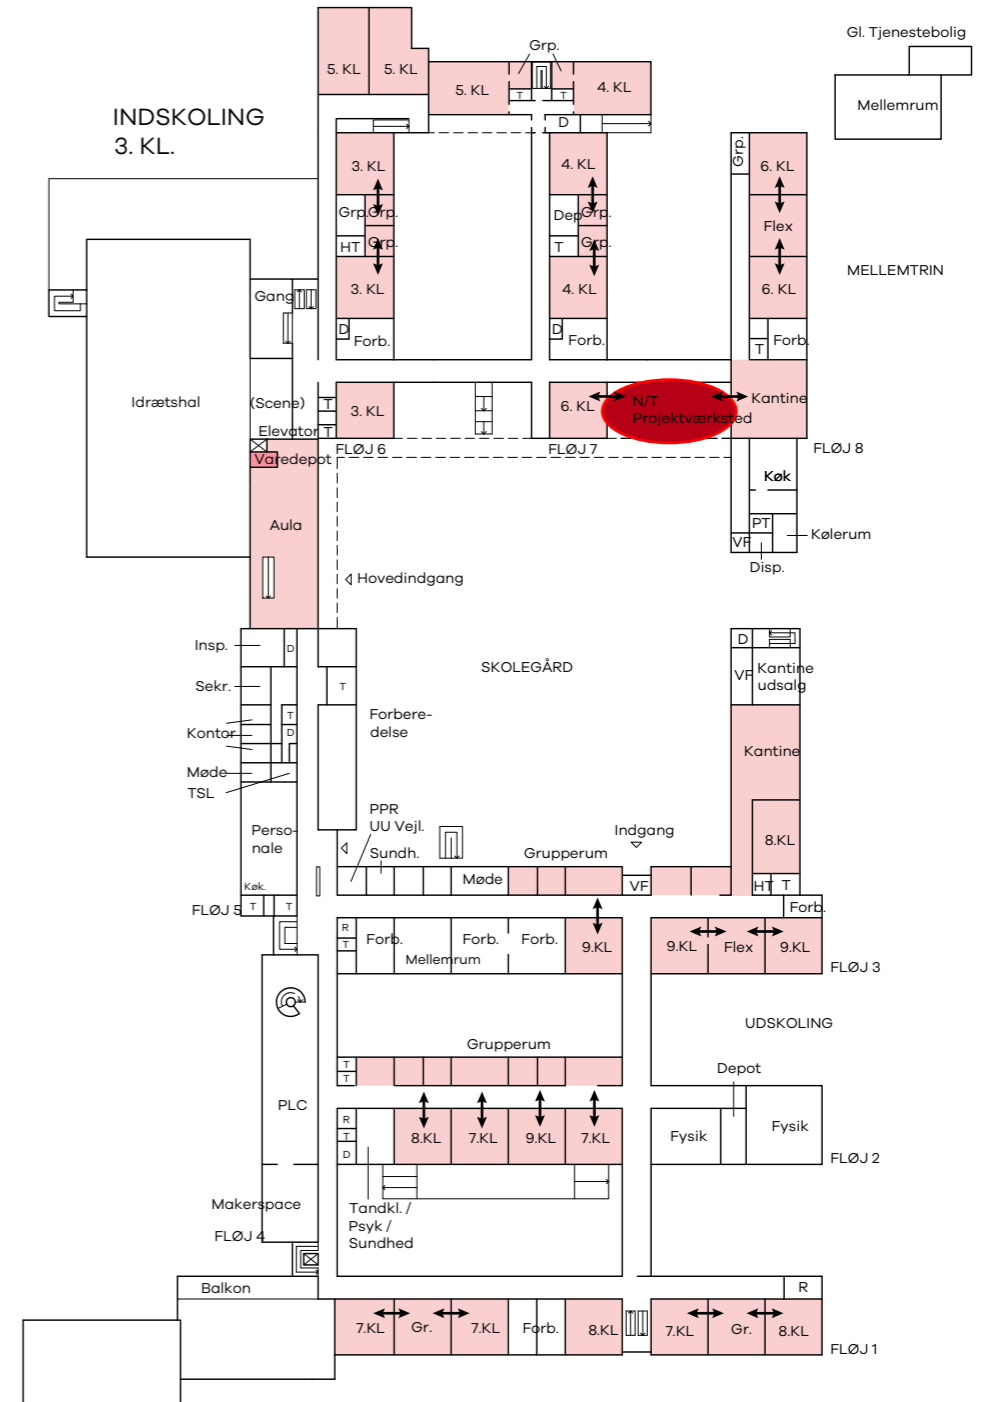 Gl. Tjenestebolig
Mellemrum
INDSKOLING
3. KL.
5. KL
5. KL
Grp.
5. KL
T
T
4. KL
D
3. KL
Grp.
Grp.
HT
Grp.
3. KL
D
Forb.
4. KL
Dep
Grp.
T
Grp.
4. KL
D
Forb.
Grp.
6. KL
Flex
6. KL
T
Forb.
MELLEMTRIN
Gang
Idrætshal
(Scene)
T
T
Elevator
3. KL
6. KL
N/T
Projektværksted
Kantine
FLØJ 6
FLØJ 7
FLØJ 8
Varedepot
Aula
Køk
PT
VF
Kølerum
Disp.
Hovedindgang
SKOLEGÅRD
Insp.
D
Sekr.
T
T
Kontor
D
Møde
TSL
Forbere-
delse
D
VF
Kantine
udsalg
Kantine
8.KL
HT
T
Forb.
Perso-
nale
Køk.
T
T
FLØJ 5
PPR
UU Vejl.
Sundh.
Møde
Grupperum
Indgang
VF
R
T
Forb.
Mellemrum
Forb.
Forb.
9.KL
9.KL
Flex
9.KL
FLØJ 3
UDSKOLING
Grupperum
T
T
PLC
R
T
D
8.KL
7.KL
9.KL
7.KL
Depot
Fysik
Fysik
FLØJ 2
Makerspace
FLØJ 4
Tandkl. /
Psyk /
Sundhed
Balkon
R
7.KL
Gr.
7.KL
Forb.
8.KL
7.KL
Gr.
8.KL
FLØJ 1